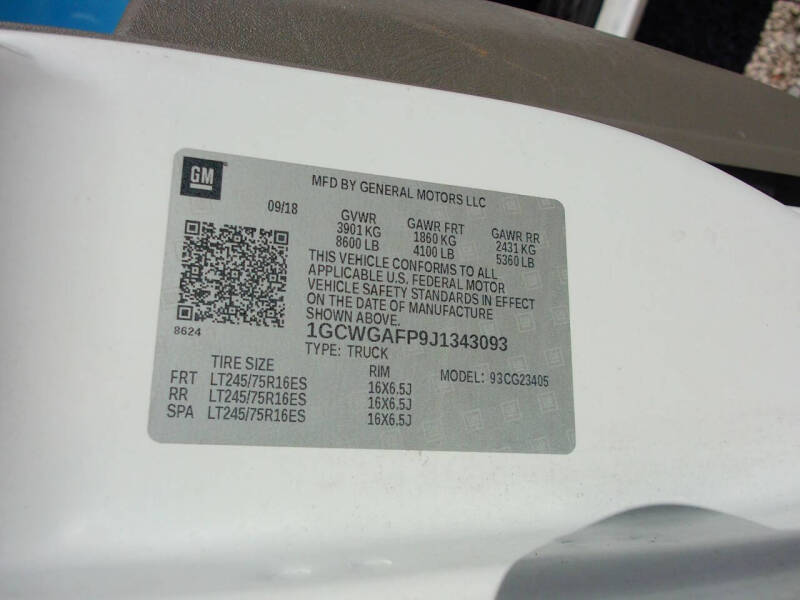 GM
MFD BY GENERAL MOTORS LLC
09/18 GVWR GAWR FRT GAWR RR
3901 KG 1860 KG 2431 KG
8600 LB 4100 LB 5360 LB
THIS VEHICLE CONFORMS TO ALL
APPLICABLE U.S. FEDERAL MOTOR
VEHICLE SAFETY STANDARDS IN EFFECT
ON THE DATE OF MANUFACTURE
SHOWN ABOVE.
8624
1GCWGAFP9J1343093
TYPE: TRUCK
TIRE SIZE RIM MODEL: 93CG23405
FRT LT245/75R16ES 16X6.5J
RR LT245/75R16ES 16X6.5J
SPA LT245/75R16ES 16X6.5J